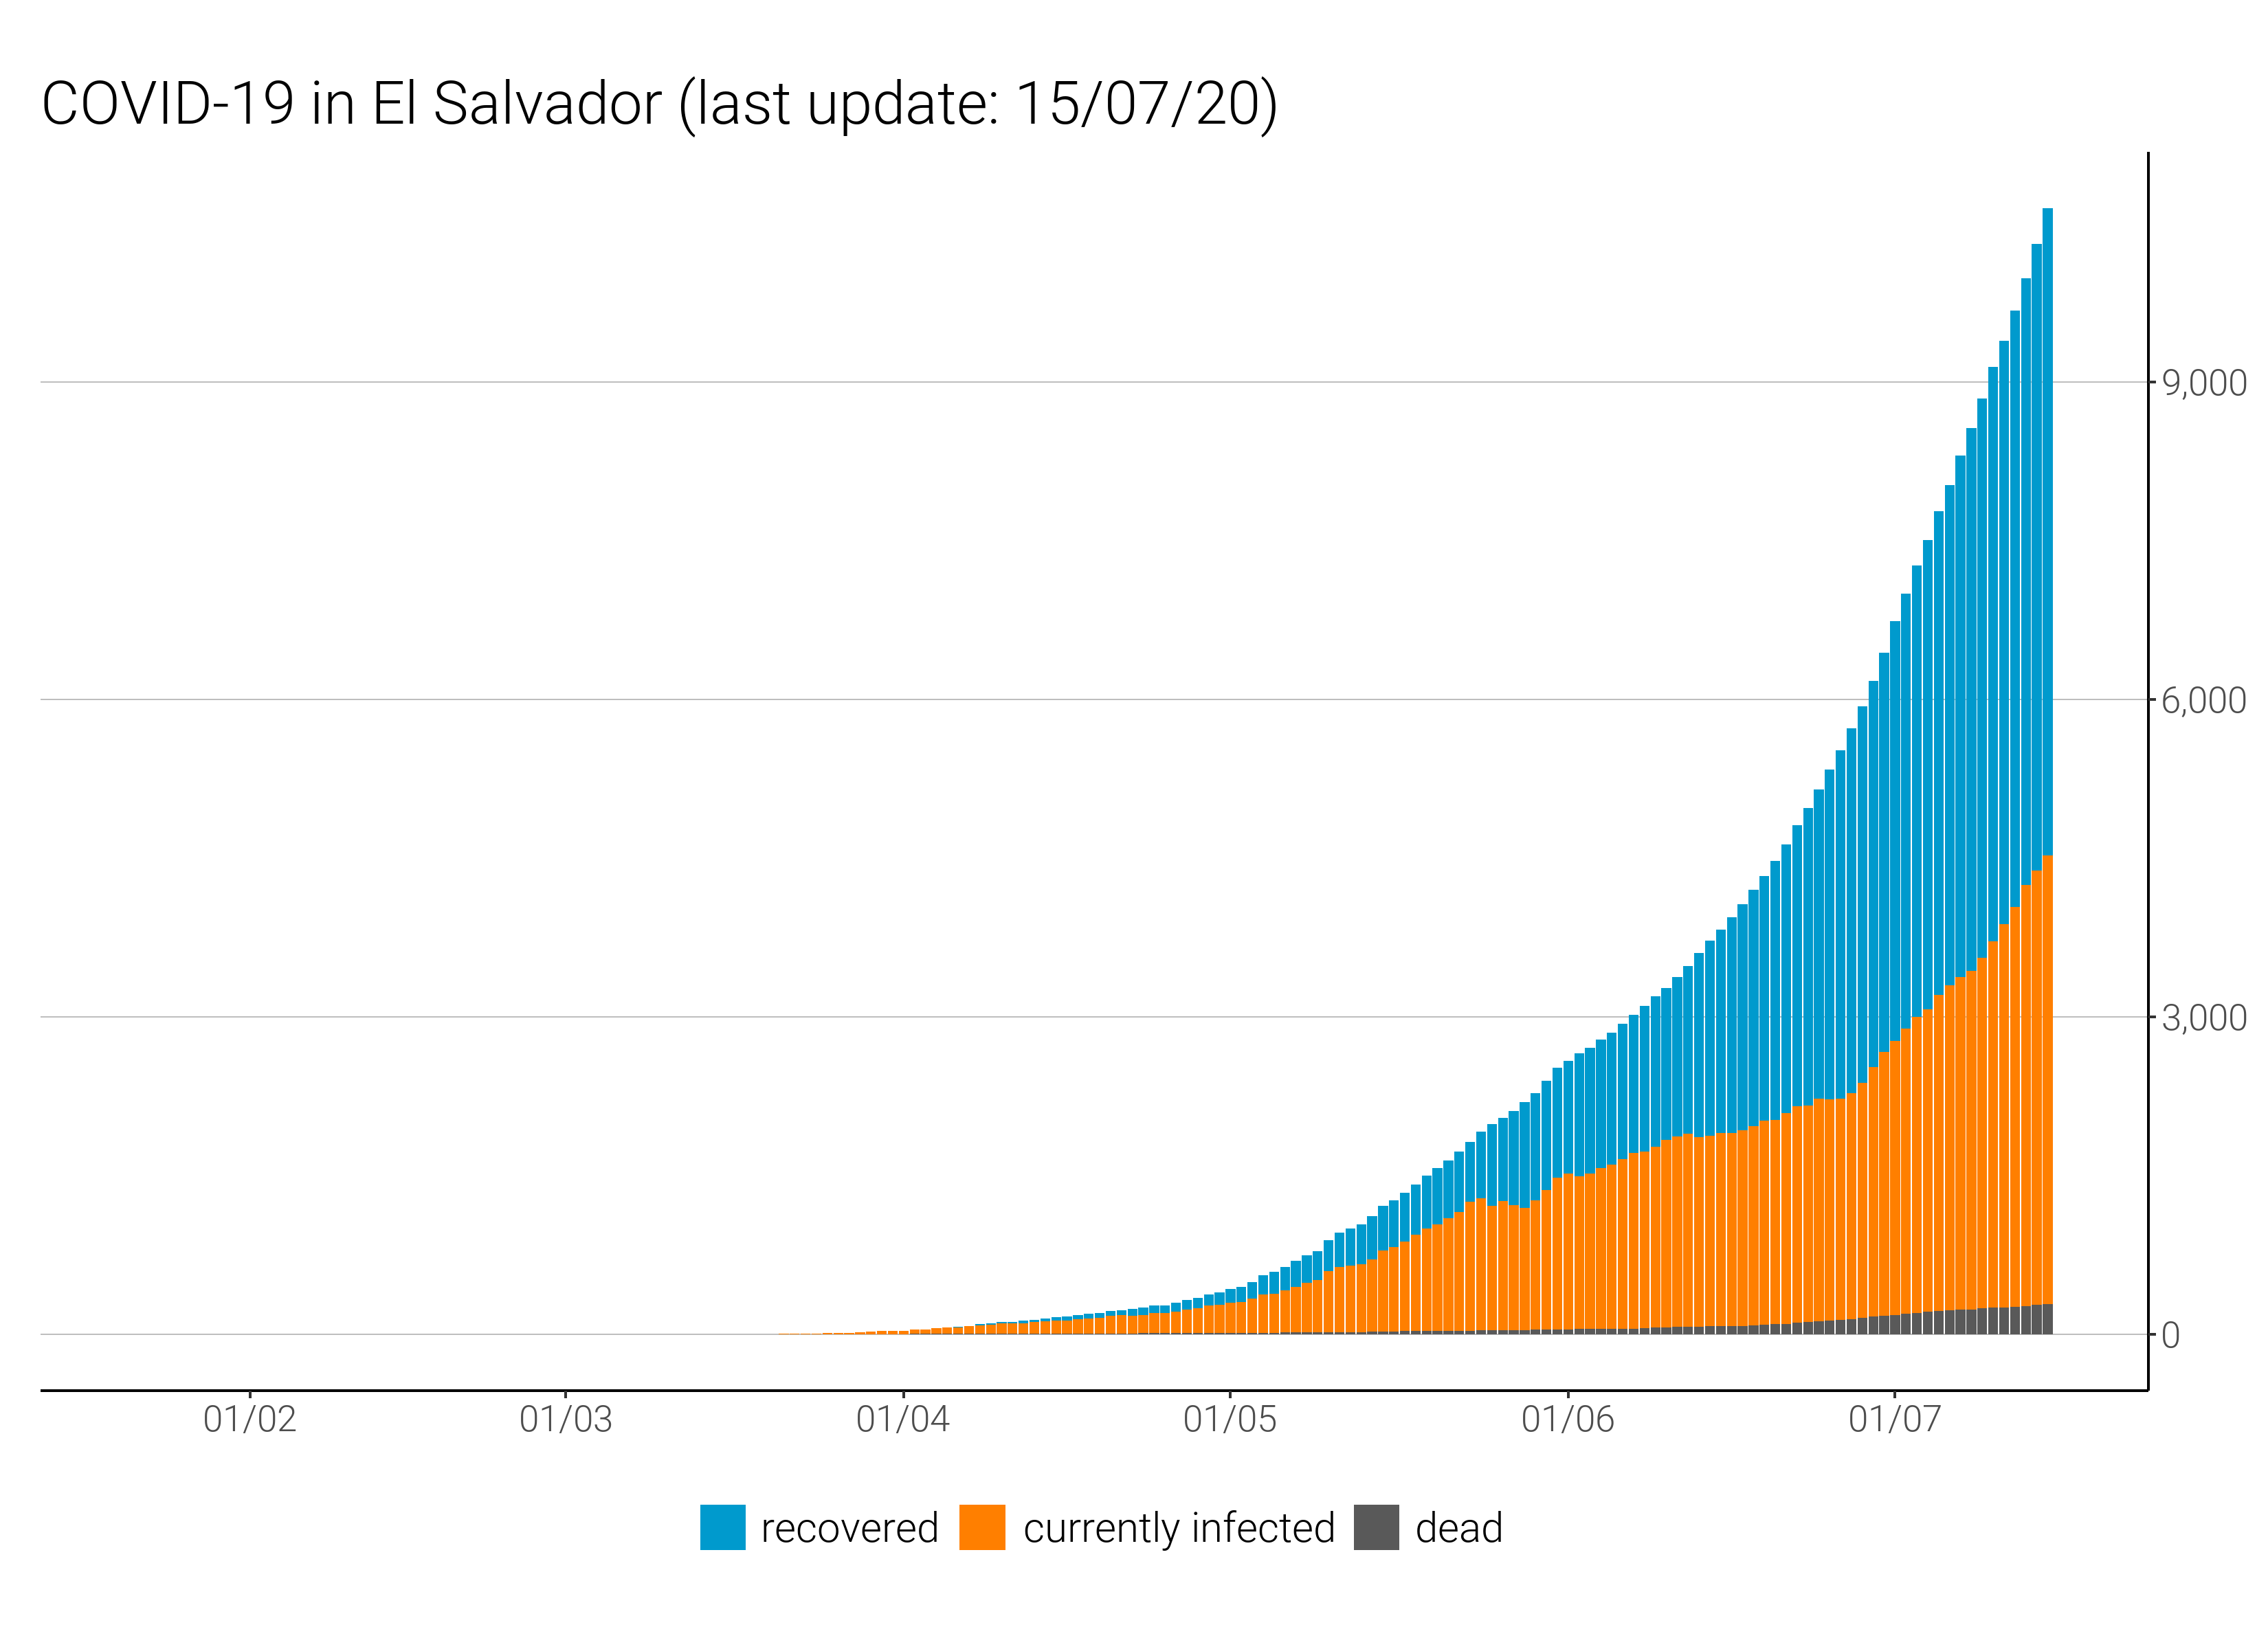 COVID-19 in El Salvador (last update: 15/07/20)
9,000
6,000
3,000
0
01/02 01/03 01/04 01/05 01/06 01/07
recovered currently infected dead